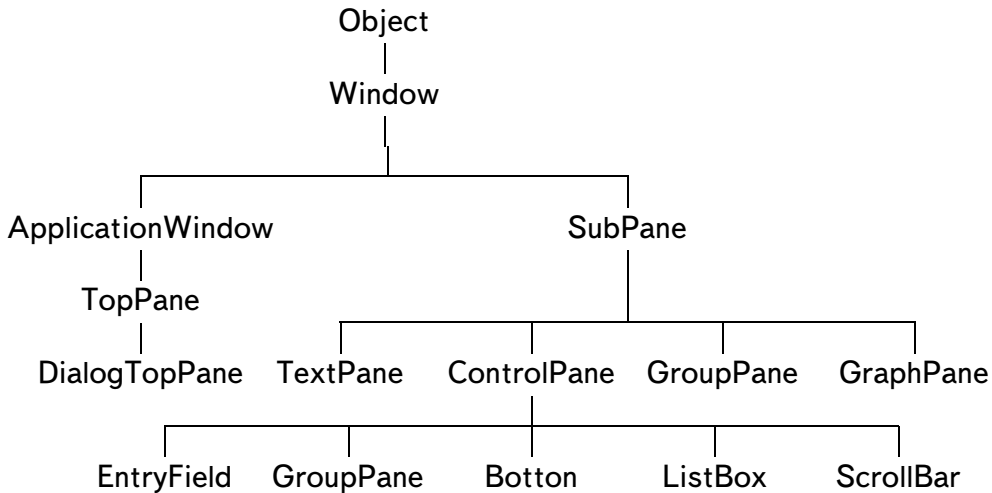 Object
Window
ApplicationWindow SubPane
TopPane
DialogTopPane TextPane ControlPane GroupPane GraphPane
EntryField GroupPane Botton ListBox ScrollBar